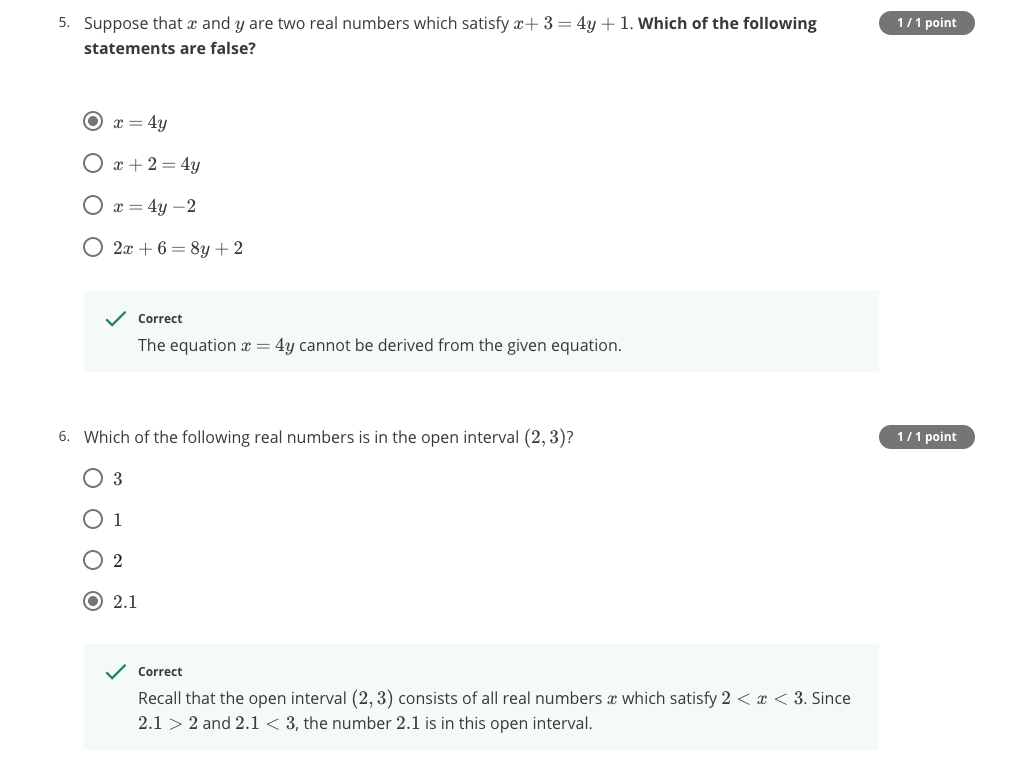 5. Suppose that x and y are two real numbers which satisfy x+ 3 = 4y + 1. Which of the following 1 / 1 point
statements are false?
x = 4y
x + 2 = 4y
x = 4y −2
2x + 6 = 8y + 2
Correct
The equation x = 4y cannot be derived from the given equation.
6. Which of the following real numbers is in the open interval (2, 3)? 1 / 1 point
3
1
2
2.1
Correct
Recall that the open interval (2, 3) consists of all real numbers x which satisfy 2 < x < 3. Since
2.1 > 2 and 2.1 < 3, the number 2.1 is in this open interval.